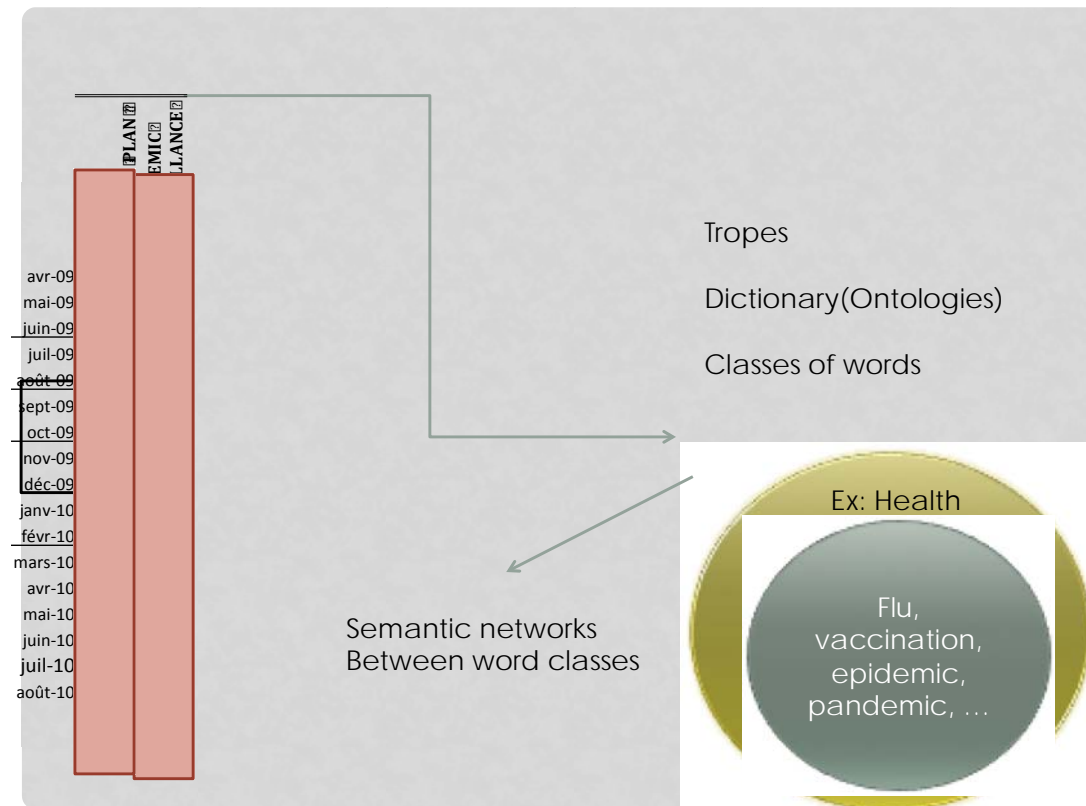 PLAN
EMIC
LLANCE
avr-09
mai-09
juin-09
juil-09
août-09
sept-09
oct-09
nov-09
déc-09
janv-10
févr-10
mars-10
avr-10
mai-10
juin-10
juil-10
août-10
Tropes
Dictionary(Ontologies)
Classes of words
Ex: Health
Flu,
vaccination,
epidemic,
pandemic, ...
Semantic networks
Between word classes